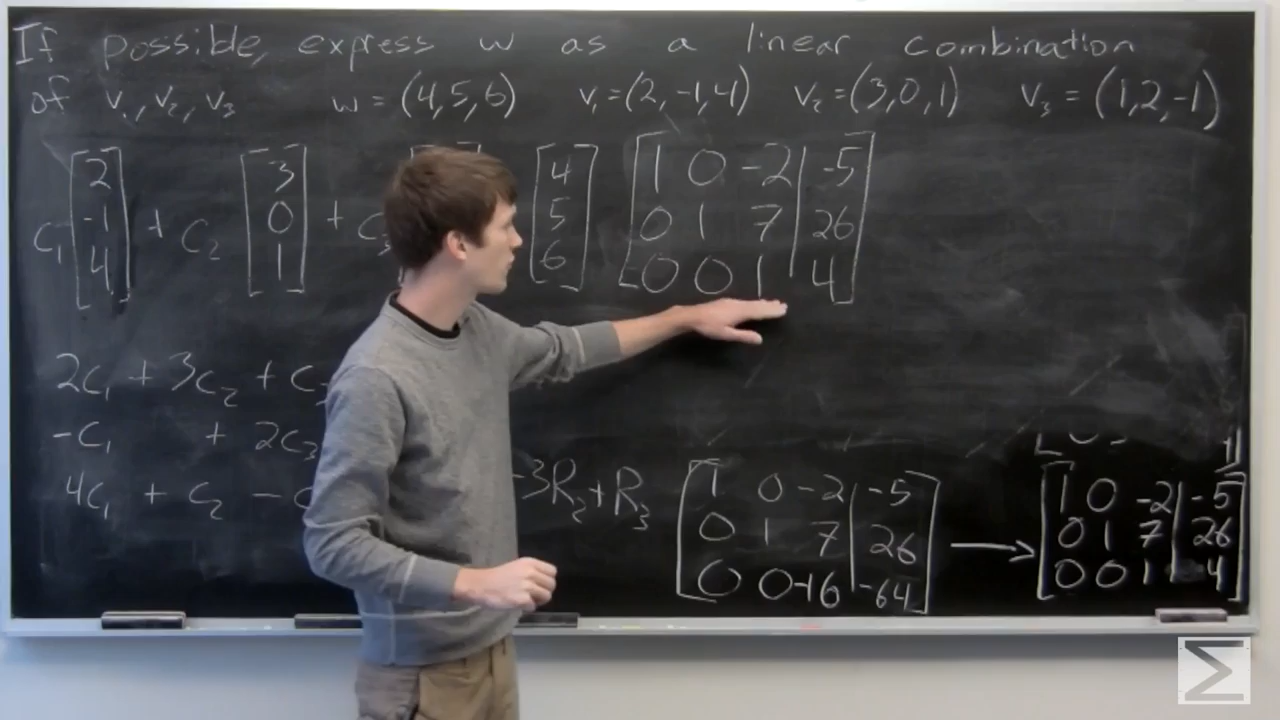 If possible, express w as a linear combination
of v₁, v₂, v₃ w = (4,5,6) v₁=(2,-1,4) v₂=(3,0,1) v₃ = (1,2,-1)
2 3 4 1 0 -2 -5
c₁ -1 + c₂ 0 + c₃ 5 0 1 7 26
4 1 6 0 0 1 4
2c₁ + 3c₂ + c₃
-c₁ + 2c₃
4c₁ + c₂ -
-3R₂+R₃
1 0 -2 -5
0 1 7 26
0 0 -16 -64
→
1 0 -2 -5
0 1 7 26
0 0 1 4
Σ